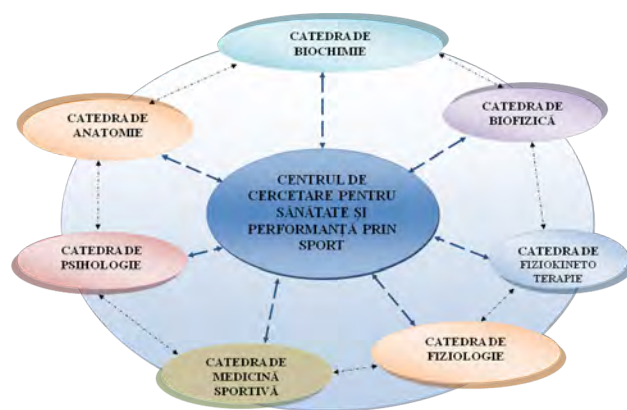 CATEDRA DE
BIOCHIMIE
CATEDRA DE
ANATOMIE
CATEDRA DE
BIOFIZICĂ
CENTRUL DE
CERCETARE PENTRU
SĂNĂTATE ȘI
PERFORMANȚĂ PRIN
SPORT
CATEDRA DE
PSIHOLOGIE
CATEDRA DE
FIZIOKINETO
TERAPIE
CATEDRA DE
MEDICINĂ
SPORTIVĂ
CATEDRA DE
FIZIOLOGIE